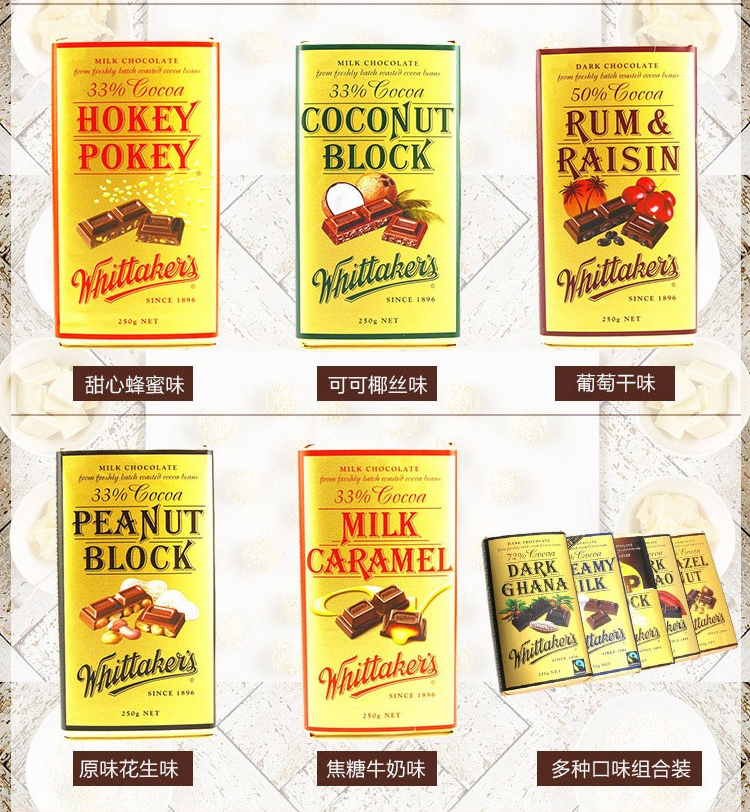 MILK CHOCOLATE
from freshly batch roasted cocoa beans
33% Cocoa
HOKEY
POKEY
Whittaker's
SINCE 1896
250g NET
甜心蜂蜜味
MILK CHOCOLATE
from freshly batch roasted cocoa beans
33% Cocoa
COCONUT
BLOCK
Whittaker's
SINCE 1896
250g NET
可可椰丝味
DARK CHOCOLATE
from freshly batch roasted cocoa beans
50% Cocoa
RUM &
RAISIN
Whittaker's
SINCE 1896
250g NET
葡萄干味
MILK CHOCOLATE
from freshly batch roasted cocoa beans
33% Cocoa
PEANUT
BLOCK
Whittaker's
SINCE 1896
250g NET
原味花生味
MILK CHOCOLATE
from freshly batch roasted cocoa beans
33% Cocoa
MILK
CARAMEL
Whittaker's
SINCE 1896
250g NET
焦糖牛奶味
DARK CHOCOLATE
72% Cocoa
DARK
GHANA
Whittaker's
SINCE 1896
250g NET
多种口味组合装